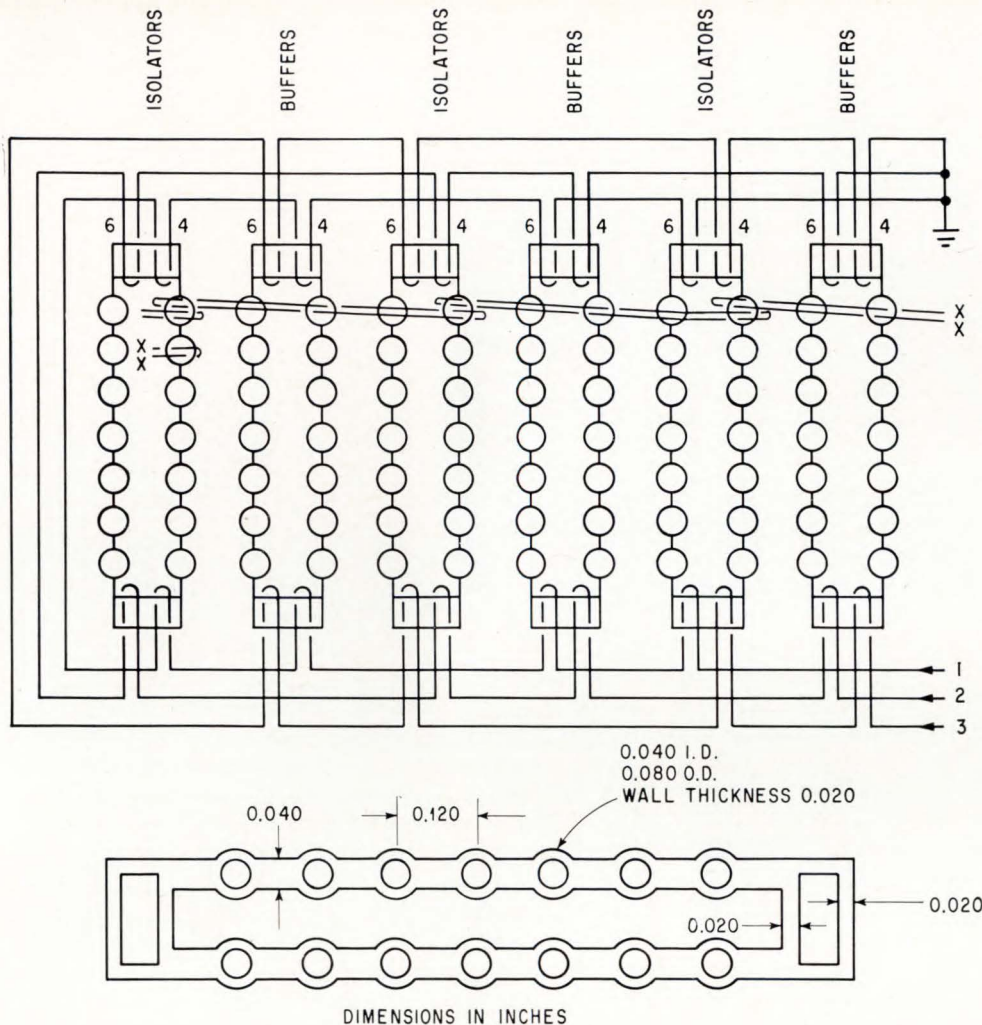 ISOLATORS
BUFFERS
ISOLATORS
BUFFERS
ISOLATORS
BUFFERS
6 4 6 4 6 4 6 4 6 4 6 4
X
X
X
X
1
2
3
0.040 I.D.
0.080 O.D.
WALL THICKNESS 0.020
0.040
0.120
0.020
0.020
DIMENSIONS IN INCHES